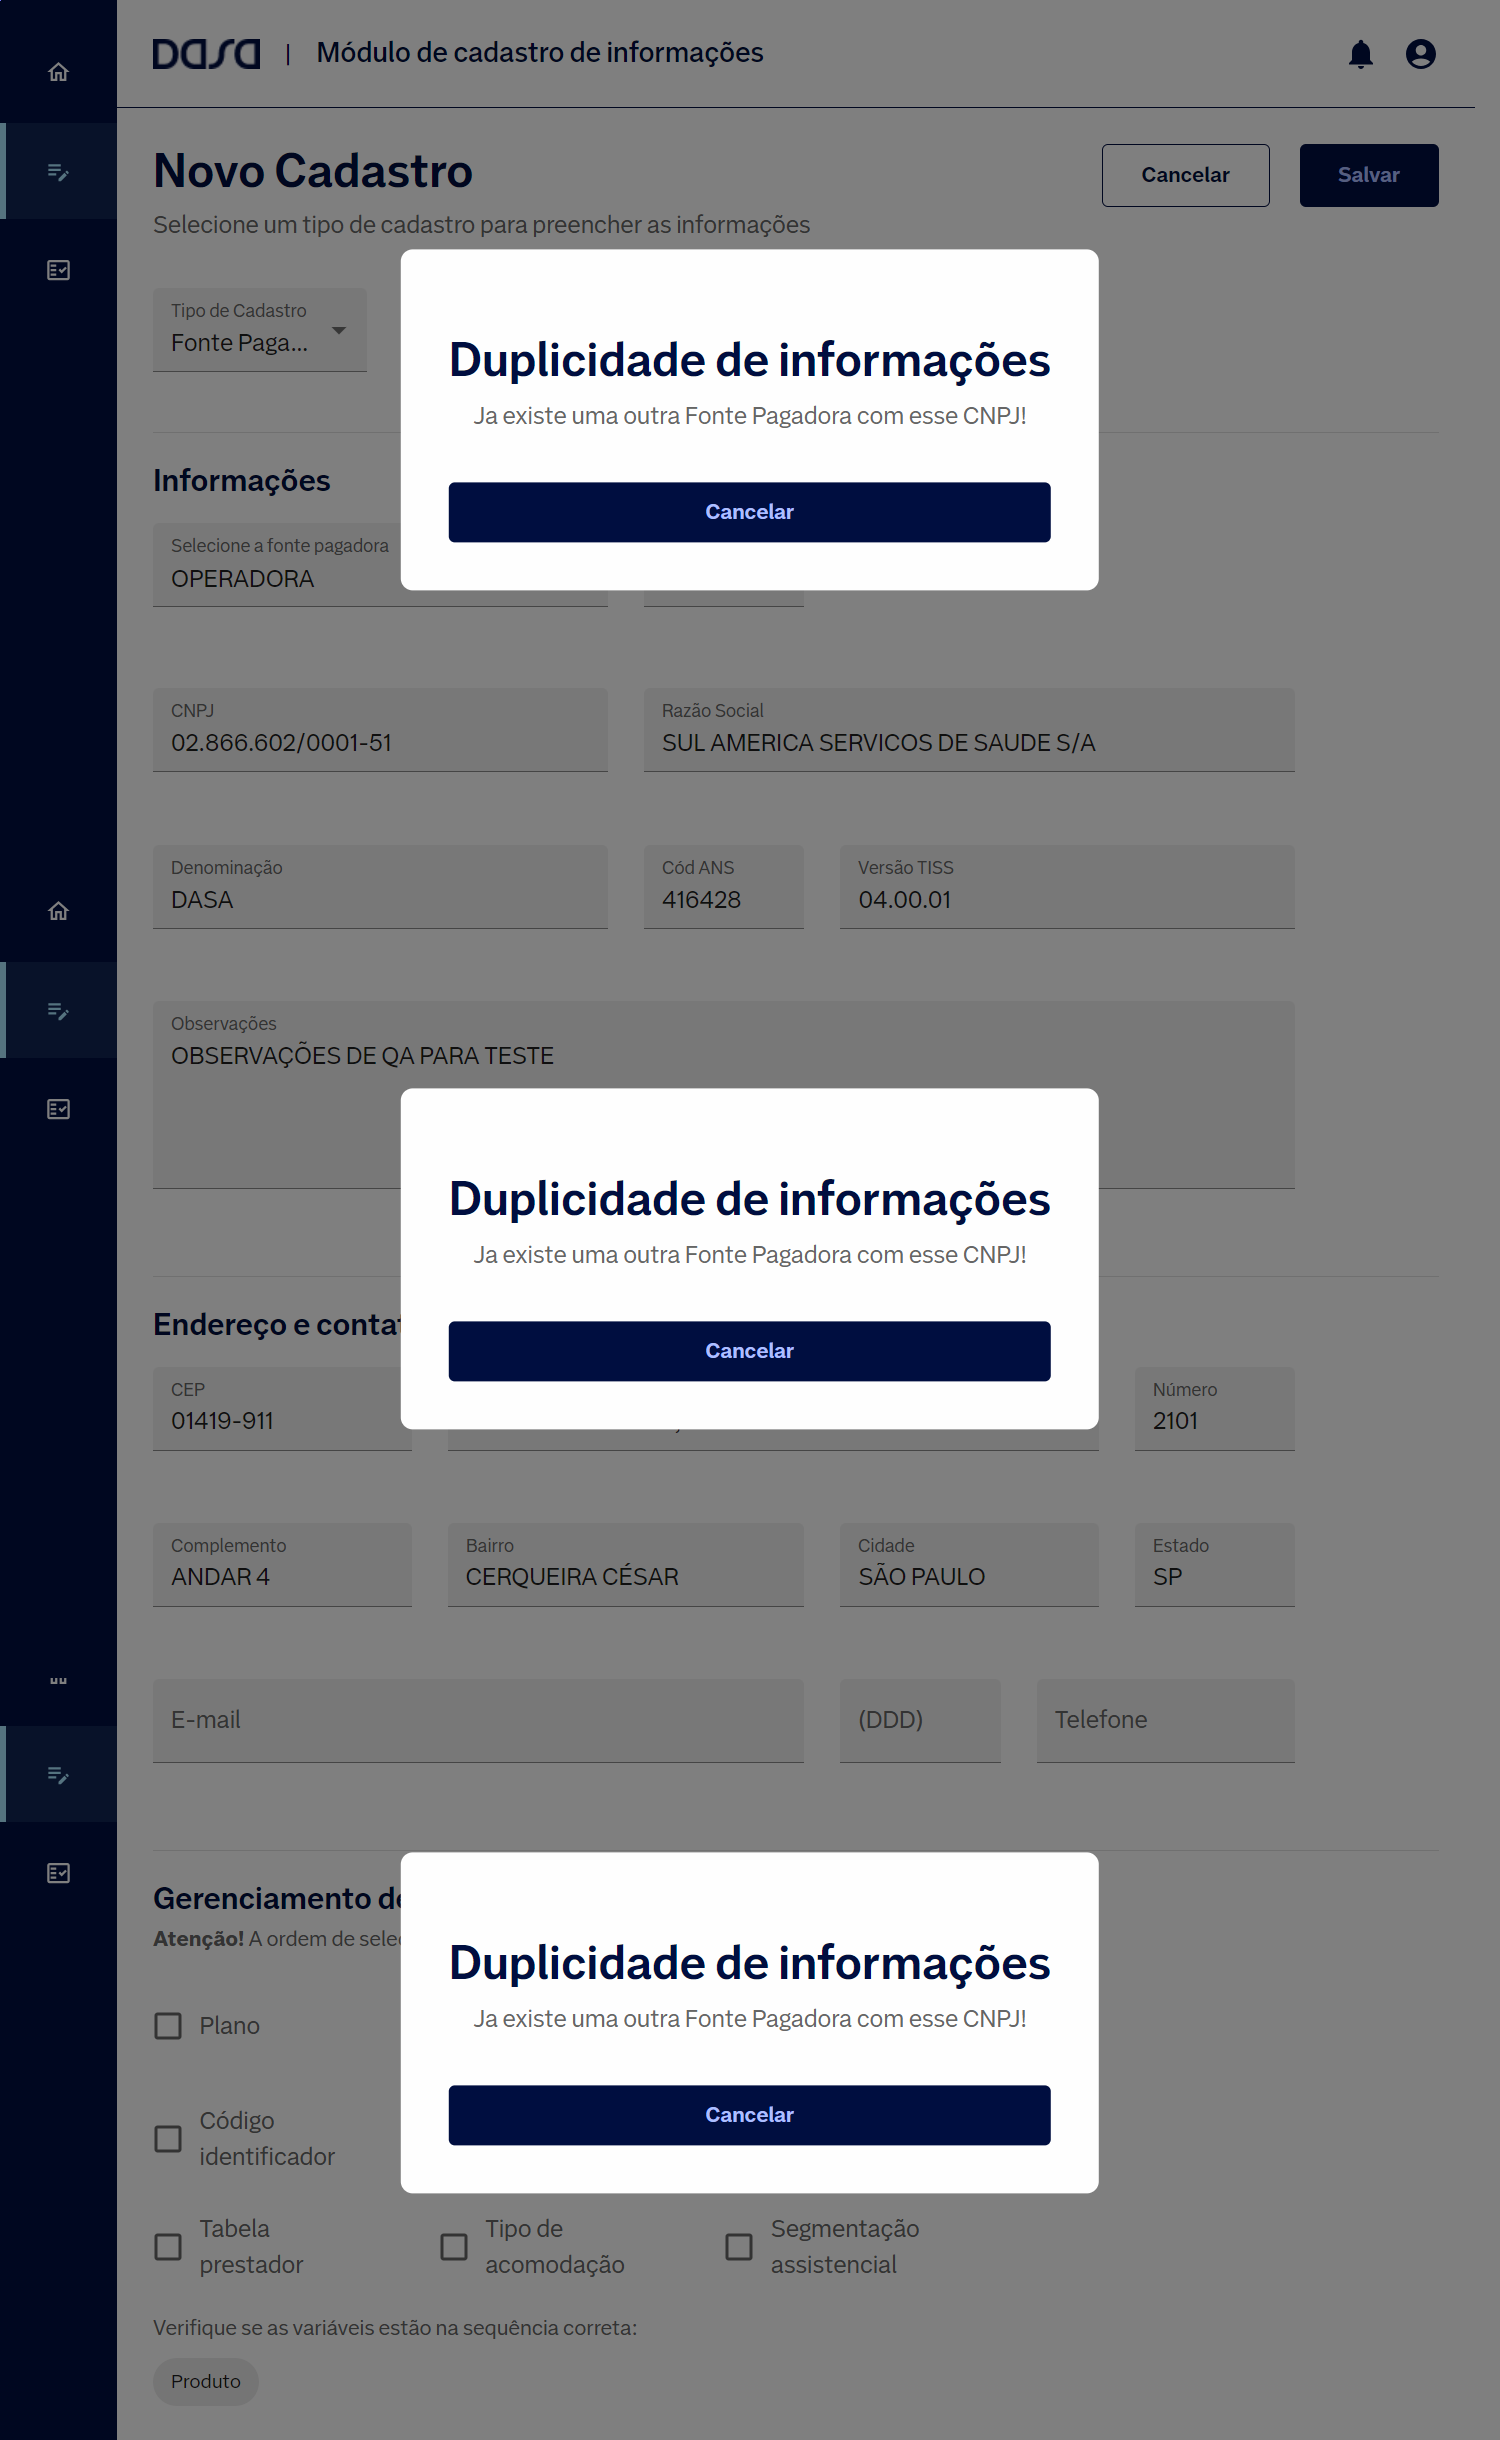 Dasa | Módulo de cadastro de informações
Novo Cadastro
Cancelar
Salvar
Selecione um tipo de cadastro para preencher as informações
Tipo de Cadastro
Fonte Paga...
Duplicidade de informações
Ja existe uma outra Fonte Pagadora com esse CNPJ!
Cancelar
Informações
Selecione a fonte pagadora
OPERADORA
CNPJ
02.866.602/0001-51
Razão Social
SUL AMERICA SERVICOS DE SAUDE S/A
Denominação
DASA
Cód ANS
416428
Versão TISS
04.00.01
Observações
OBSERVAÇÕES DE QA PARA TESTE
Duplicidade de informações
Ja existe uma outra Fonte Pagadora com esse CNPJ!
Cancelar
Endereço e
CEP
01419-911
Número
2101
Complemento
ANDAR 4
Bairro
CERQUEIRA CÉSAR
Cidade
SÃO PAULO
Estado
SP
E-mail
(DDD)
Telefone
Gerenciamento
Atenção! A ordem de
Duplicidade de informações
Ja existe uma outra Fonte Pagadora com esse CNPJ!
Cancelar
Plano
Código
identificador
Tabela
prestador
Tipo de
acomodação
Segmentação
assistencial
Verifique se as variáveis estão na sequência correta:
Produto